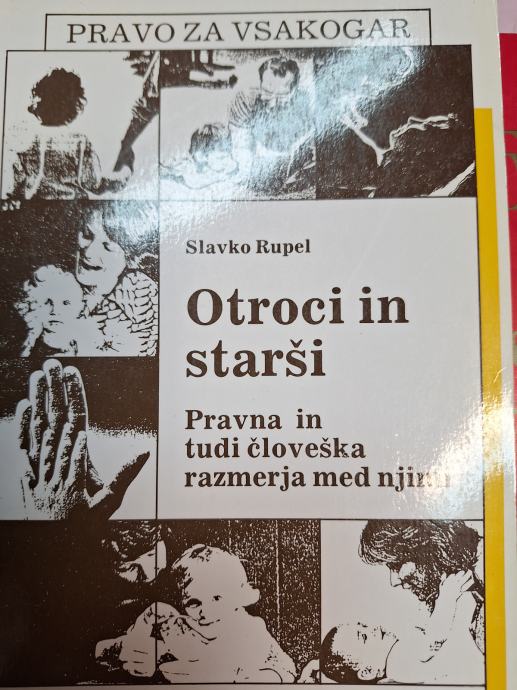 PRAVO ZA VSAKOGAR
Slavko Rupel
Otroci in
starši
Pravna in
tudi človeška
razmerja med njimi